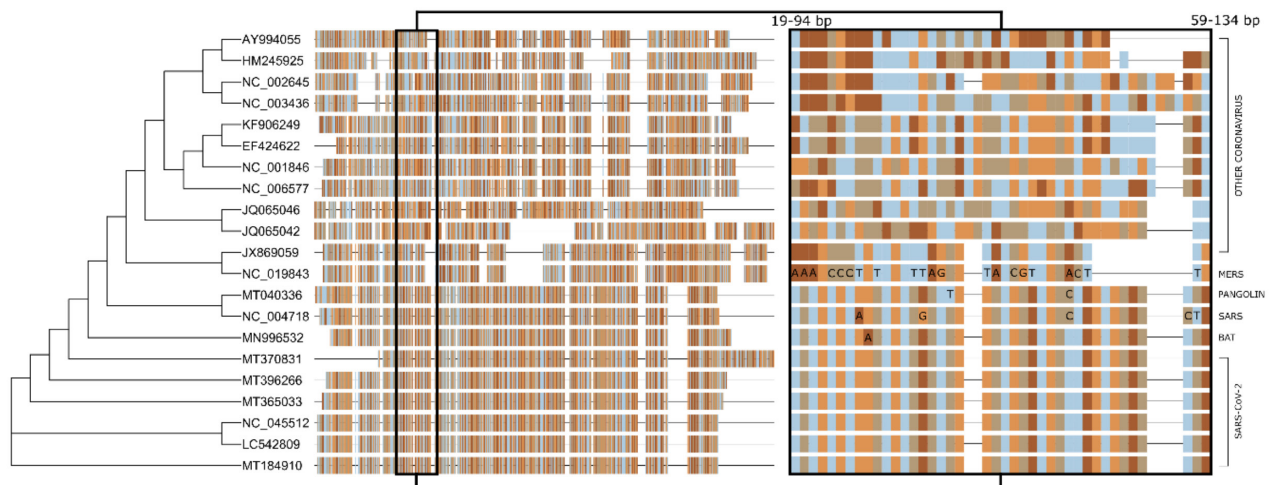 19-94 bp
59-134 bp
AY994055
HM245925
NC_002645
NC_003436
KF906249
EF424622
NC_001846
NC_006577
JQ065046
JQ065042
JX869059
NC_019843
MT040336
NC_004718
MN996532
MT370831
MT396266
MT365033
NC_045512
LC542809
MT184910
OTHER CORONAVIRUS
AAA CCCT T TTAG TA CGT ACT T
MERS
T C
PANGOLIN
A G C CT
SARS
A
BAT
SARS-CoV-2